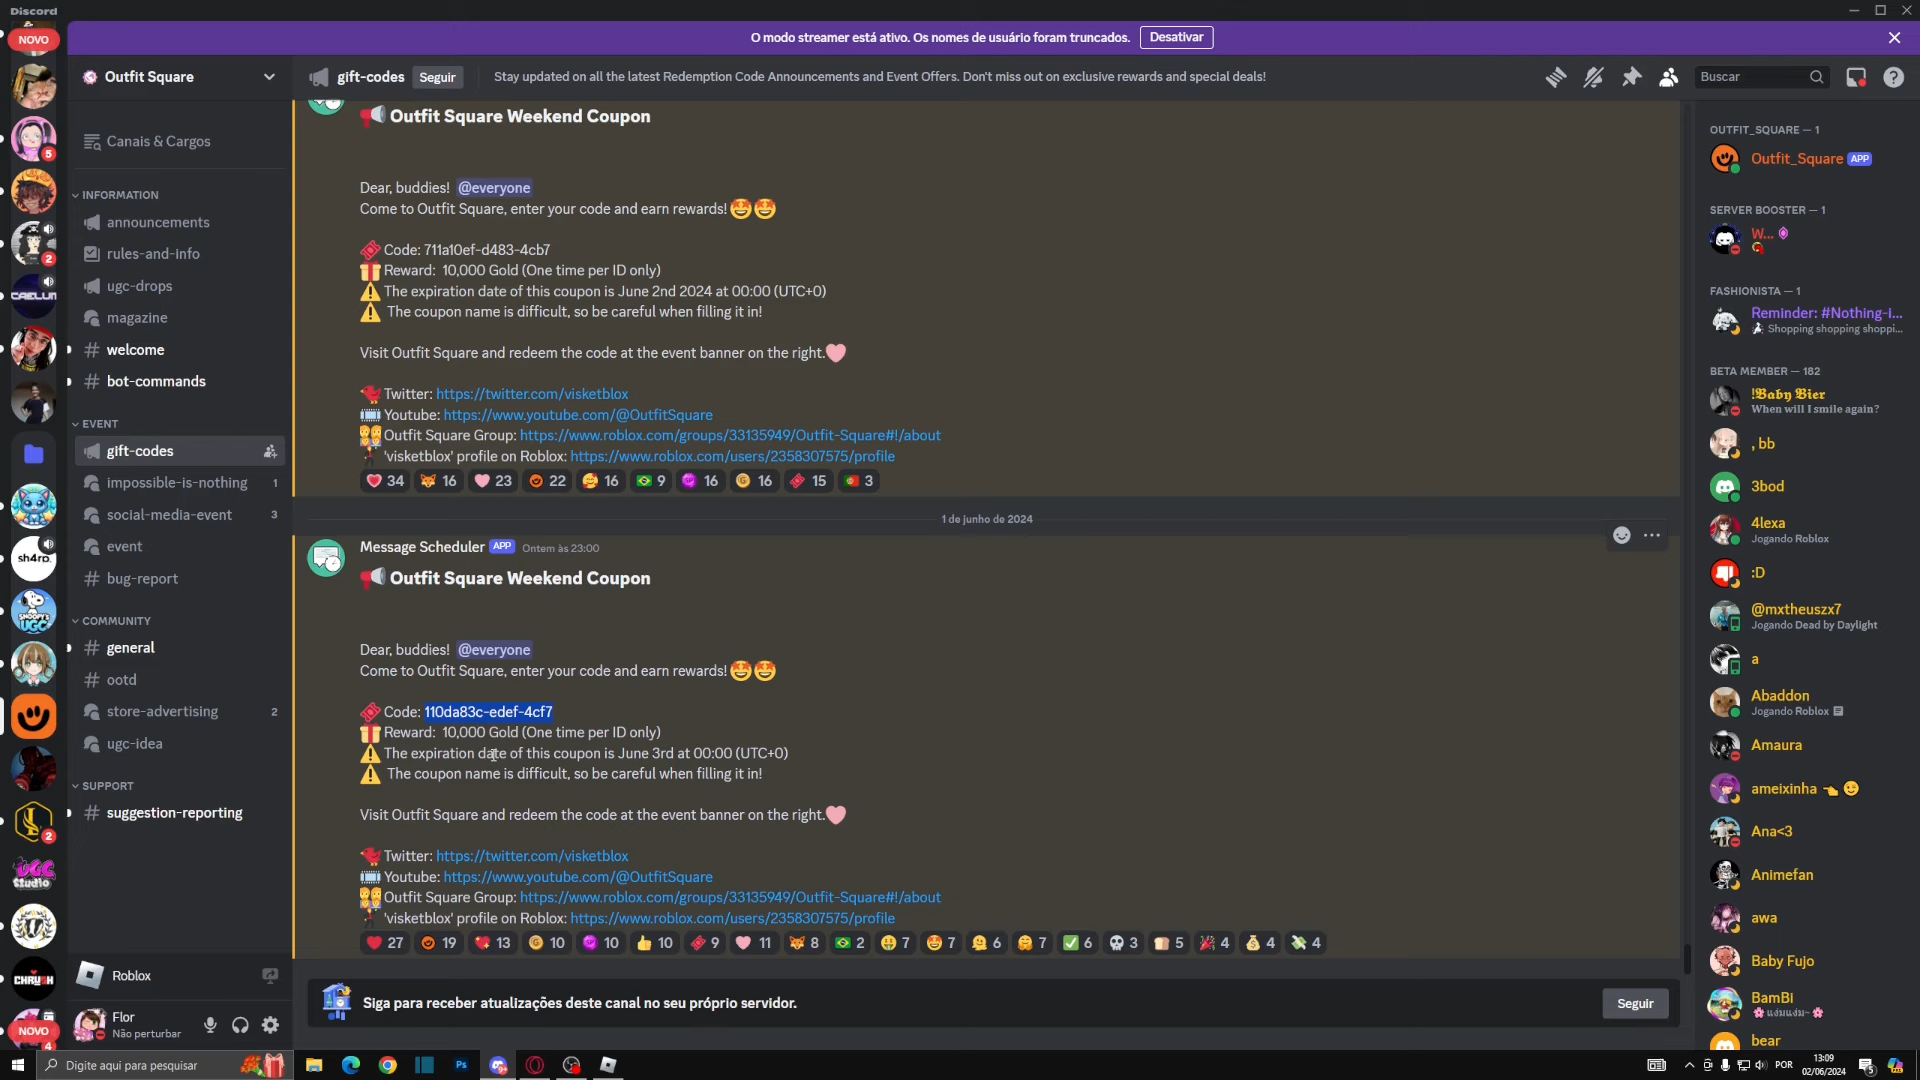 Discord
O modo streamer está ativo. Os nomes de usuário foram truncados.
Desativar
NOVO
5
2
CAELUM
sh4rp.
SNOOPY'S UGC
2
UGC Studio
CHRUSH
NOVO
4
Outfit Square
Canais & Cargos
INFORMATION
announcements
rules-and-info
ugc-drops
magazine
welcome
bot-commands
EVENT
gift-codes
impossible-is-nothing 1
social-media-event 3
event
bug-report
COMMUNITY
general
ootd
store-advertising 2
ugc-idea
SUPPORT
suggestion-reporting
Roblox
Flor
Não perturbar
gift-codes
Seguir
Stay updated on all the latest Redemption Code Announcements and Event Offers. Don't miss out on exclusive rewards and special deals!
Buscar
Outfit Square Weekend Coupon
Dear, buddies! @everyone
Come to Outfit Square, enter your code and earn rewards!
Code: 711a10ef-d483-4cb7
Reward: 10,000 Gold (One time per ID only)
The expiration date of this coupon is June 2nd 2024 at 00:00 (UTC+0)
The coupon name is difficult, so be careful when filling it in!
Visit Outfit Square and redeem the code at the event banner on the right.
Twitter: https://twitter.com/visketblox
Youtube: https://www.youtube.com/@OutfitSquare
Outfit Square Group: https://www.roblox.com/groups/33135949/Outfit-Square#!/about
'visketblox' profile on Roblox: https://www.roblox.com/users/2358307575/profile
34 16 23 22 16 9 16 16 15 3
1 de junho de 2024
Message Scheduler APP Ontem às 23:00
Outfit Square Weekend Coupon
Dear, buddies! @everyone
Come to Outfit Square, enter your code and earn rewards!
Code: 110da83c-edef-4cf7
Reward: 10,000 Gold (One time per ID only)
The expiration date of this coupon is June 3rd at 00:00 (UTC+0)
The coupon name is difficult, so be careful when filling it in!
Visit Outfit Square and redeem the code at the event banner on the right.
Twitter: https://twitter.com/visketblox
Youtube: https://www.youtube.com/@OutfitSquare
Outfit Square Group: https://www.roblox.com/groups/33135949/Outfit-Square#!/about
'visketblox' profile on Roblox: https://www.roblox.com/users/2358307575/profile
27 19 13 10 10 10 9 11 8 2 7 7 6 7 6 3 5 4 4 4
Siga para receber atualizações deste canal no seu próprio servidor.
Seguir
OUTFIT_SQUARE — 1
Outfit_Square APP
SERVER BOOSTER — 1
W...
FASHIONISTA — 1
Reminder: #Nothing-i...
Shopping shopping shoppi...
BETA MEMBER — 182
!Baby Bier
When will I smile again?
, bb
3bod
4lexa
Jogando Roblox
:D
@mxtheuszx7
Jogando Dead by Daylight
a
Abaddon
Jogando Roblox
Amaura
ameixinha
Ana<3
Animefan
awa
Baby Fujo
BamBi
bear
Digite aqui para pesquisar
Ps
POR
13:09
02/06/2024
5